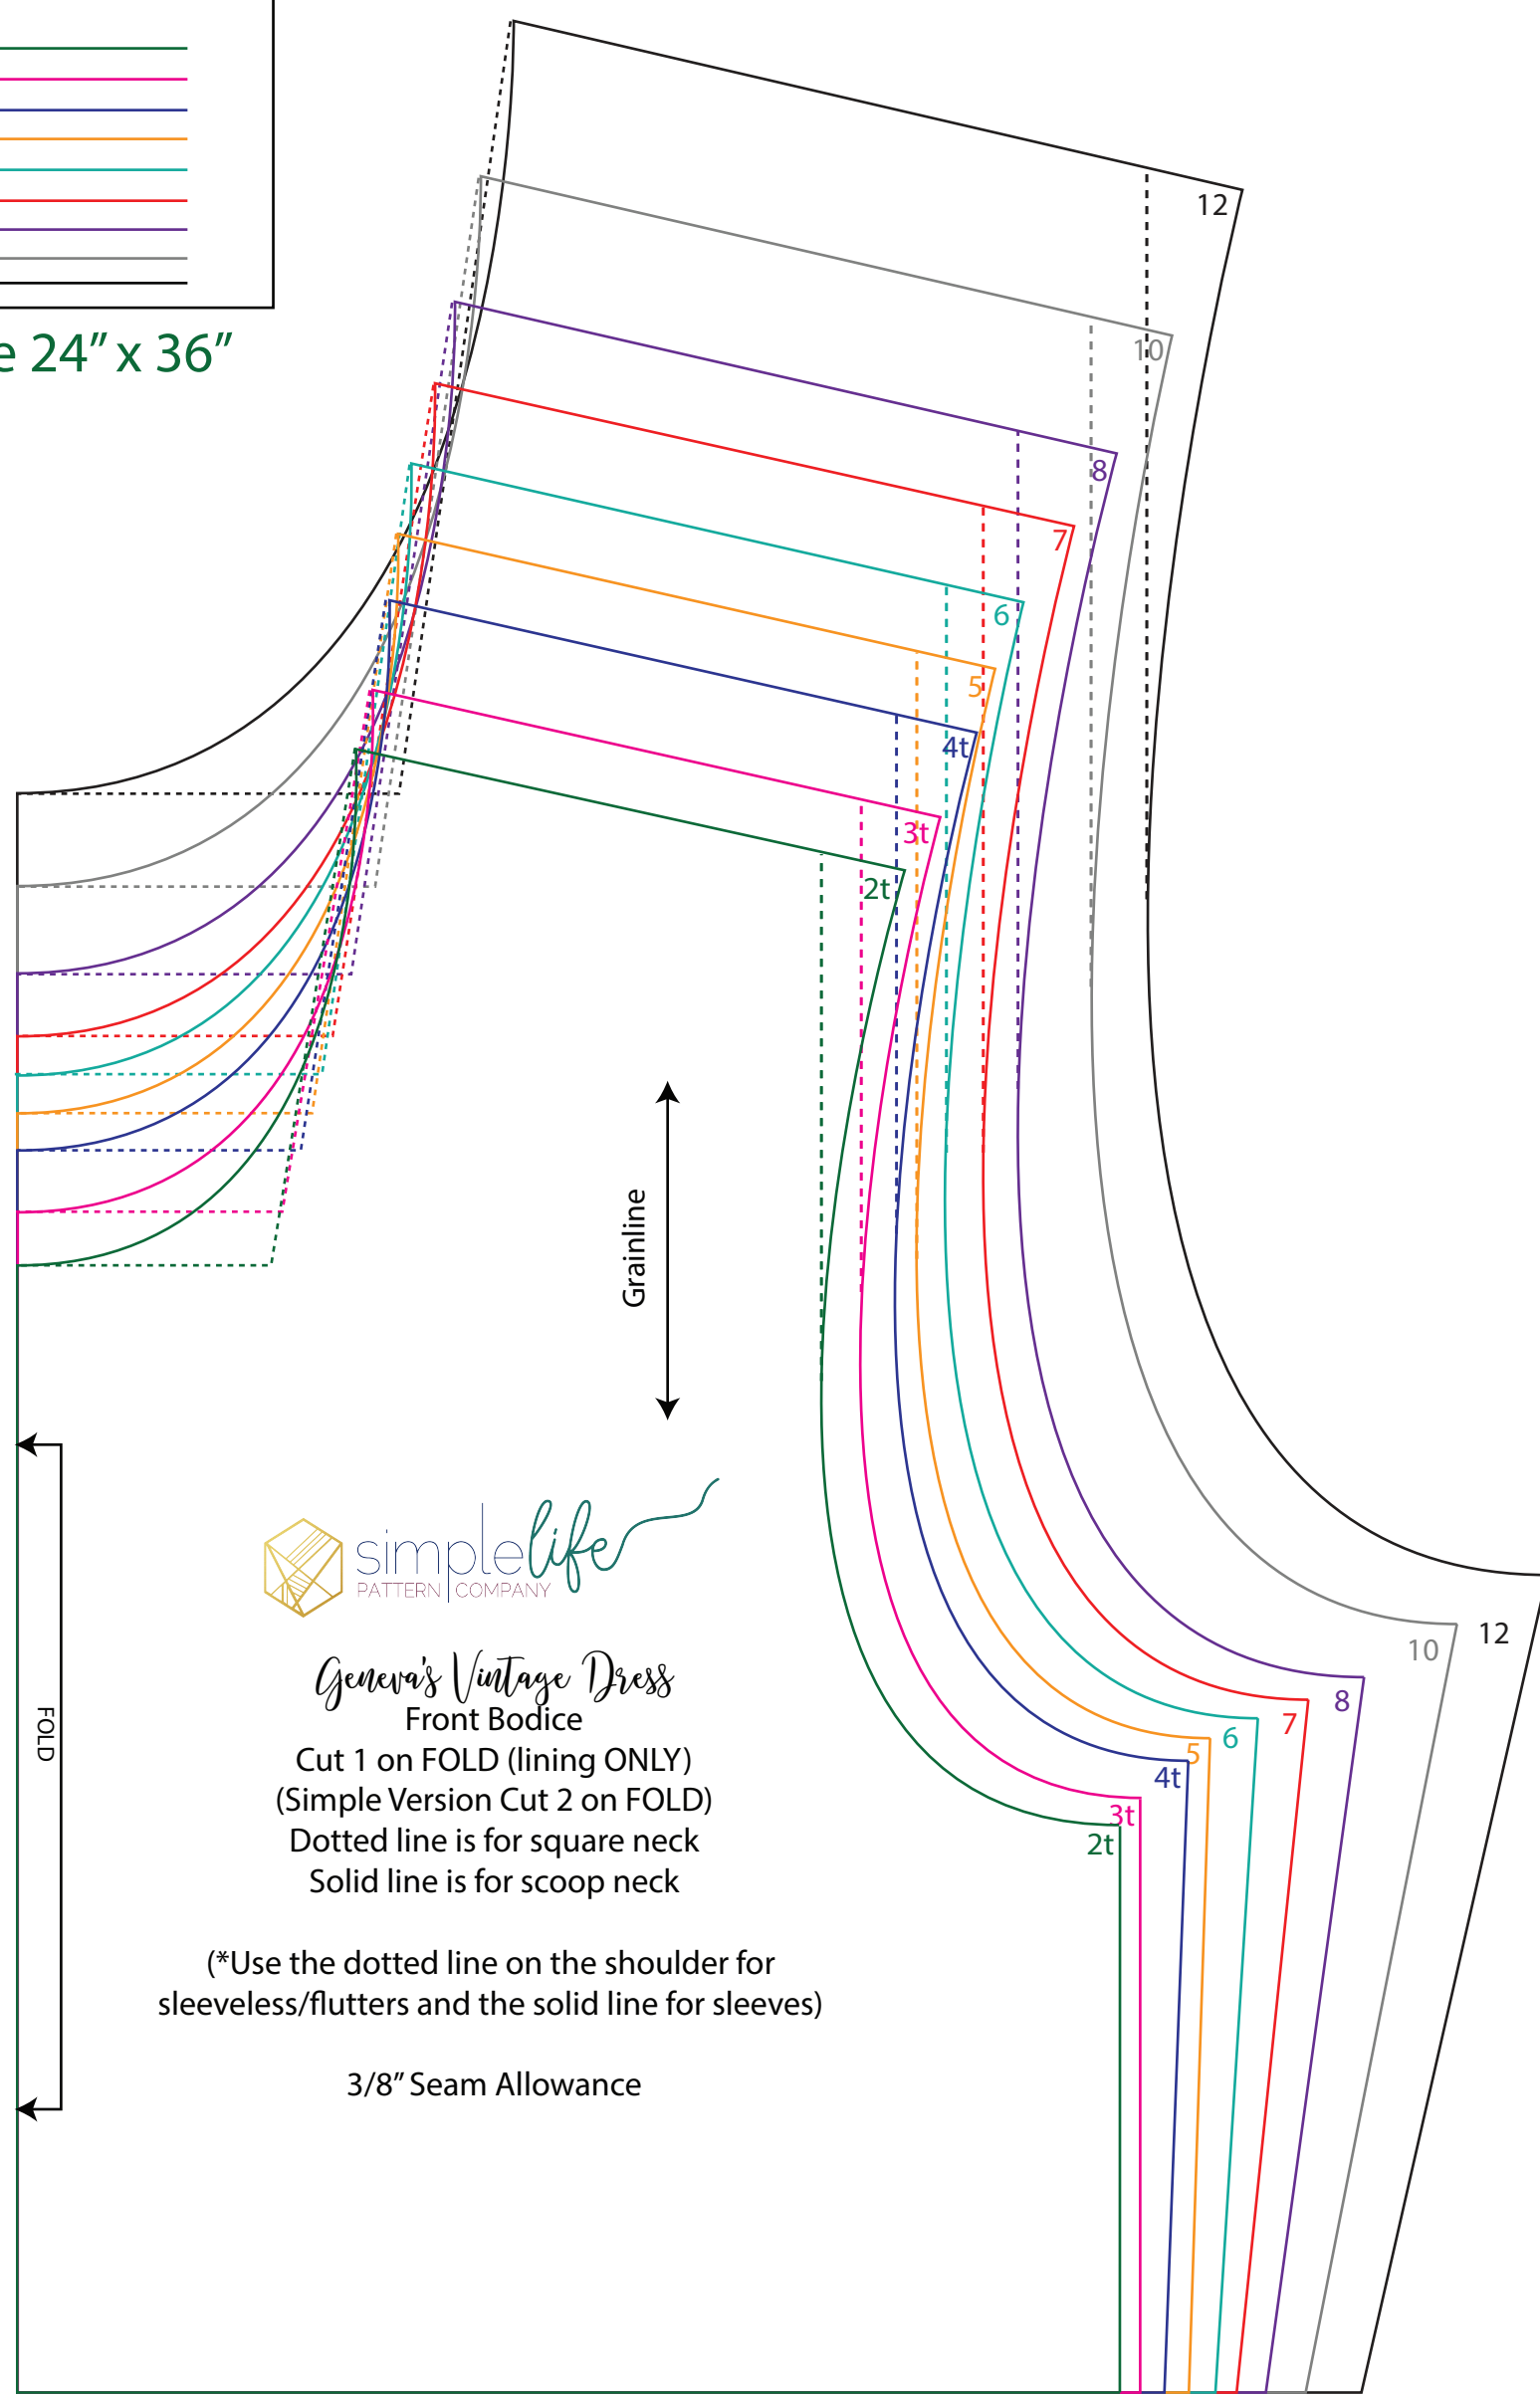 e 24” x 36”
12
10
8
7
6
5
4t
3t
2t
Grainline
simplelife
PATTERN COMPANY
Geneva's Vintage Dress
Front Bodice
Cut 1 on FOLD (lining ONLY)
(Simple Version Cut 2 on FOLD)
Dotted line is for square neck
Solid line is for scoop neck
(*Use the dotted line on the shoulder for
sleeveless/flutters and the solid line for sleeves)
3/8” Seam Allowance
FOLD
12
10
8
7
6
5
4t
3t
2t